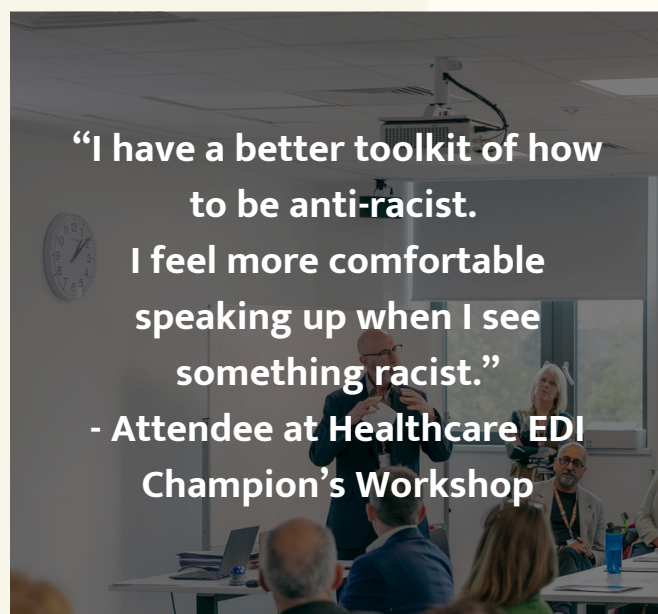 “I have a better toolkit of how
to be anti-racist.
I feel more comfortable
speaking up when I see
something racist.”
- Attendee at Healthcare EDI
Champion’s Workshop